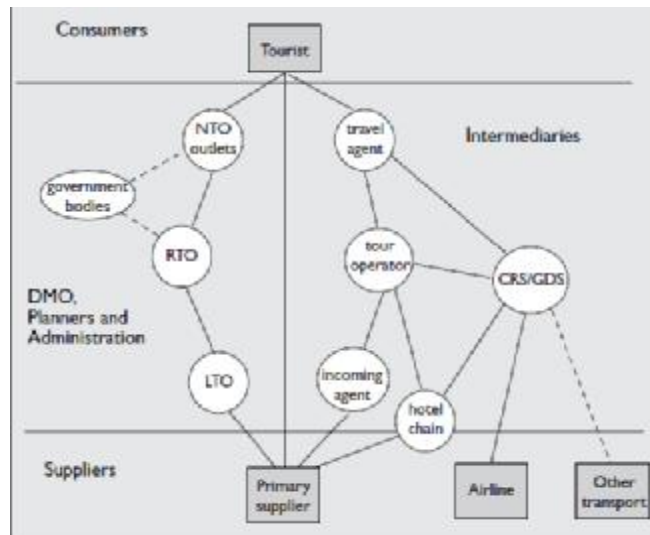 Consumers
Tourist
NTO
outlets
travel
agent
Intermediaries
government
bodies
RTO
tour
operator
CRS/GDS
DMO,
Planners and
Administration
LTO
incoming
agent
hotel
chain
Suppliers
Primary
supplier
Airline
Other
transport